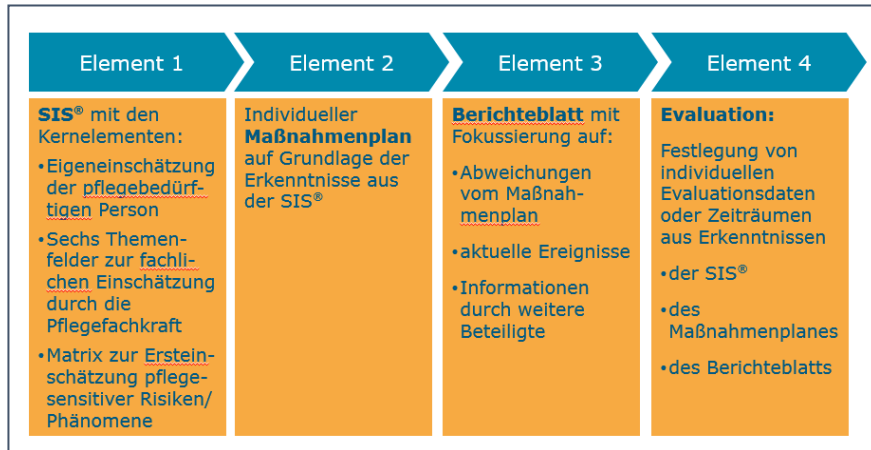 Element 1
Element 2
Element 3
Element 4
SIS® mit den
Kernelementen:
•Eigeneinschätzung
der pflegebedürf-
tigen Person
•Sechs Themen-
felder zur fachli-
chen Einschätzung
durch die
Pflegefachkraft
•Matrix zur Erstein-
schätzung pflege-
sensitiver Risiken/
Phänomene
Individueller
Maßnahmenplan
auf Grundlage der
Erkenntnisse aus
der SIS®
Berichteblatt mit
Fokussierung auf:
•Abweichungen
vom Maßnah-
menplan
•aktuelle Ereignisse
•Informationen
durch weitere
Beteiligte
Evaluation:
Festlegung von
individuellen
Evaluationsdaten
oder Zeiträumen
aus Erkenntnissen
•der SIS®
•des
Maßnahmenplanes
•des Berichteblatts